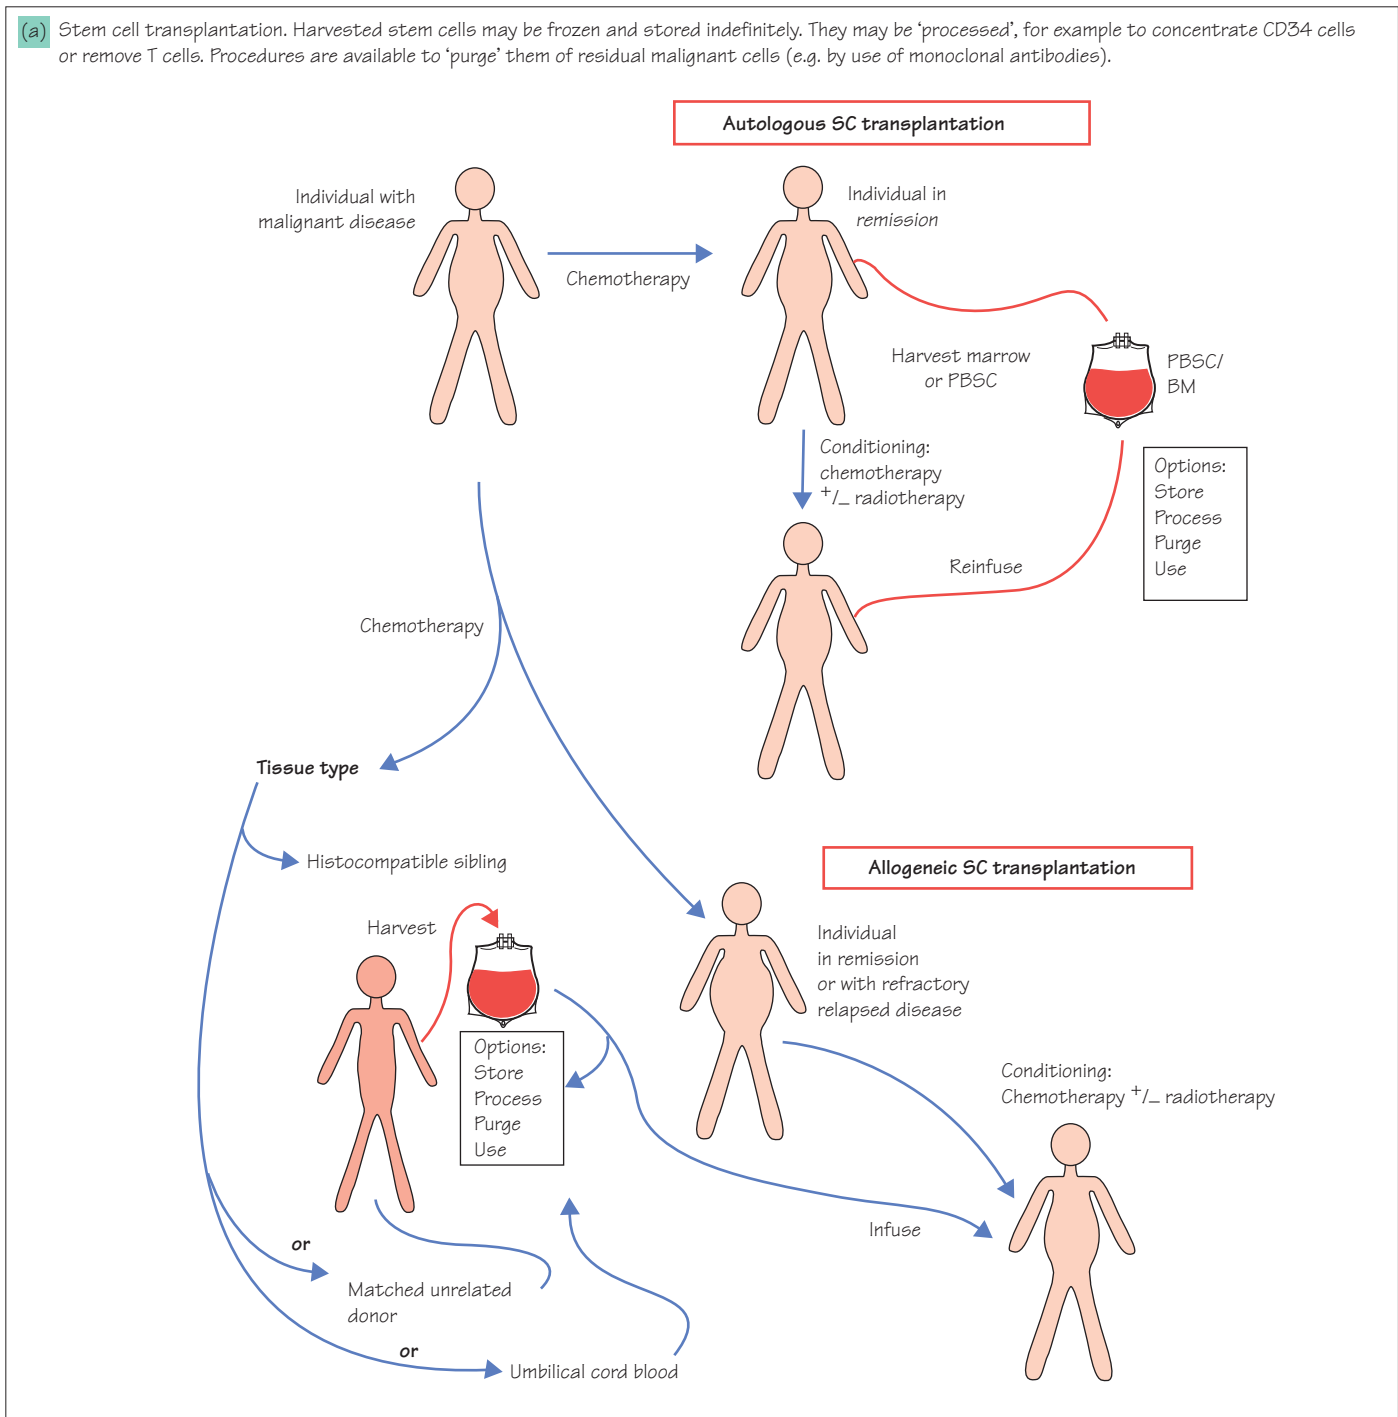 (a) Stem cell transplantation. Harvested stem cells may be frozen and stored indefinitely. They may be ‘processed’, for example to concentrate CD34 cells
or remove T cells. Procedures are available to ‘purge’ them of residual malignant cells (e.g. by use of monoclonal antibodies).
Autologous SC transplantation
Individual with
malignant disease
Chemotherapy
Individual in
remission
Harvest marrow
or PBSC
PBSC/
BM
Conditioning:
chemotherapy
+/_ radiotherapy
Options:
Store
Process
Purge
Use
Reinfuse
Chemotherapy
Tissue type
Histocompatible sibling
Allogeneic SC transplantation
Harvest
Individual
in remission
or with refractory
relapsed disease
Options:
Store
Process
Purge
Use
Conditioning:
Chemotherapy +/_ radiotherapy
Infuse
or
Matched unrelated
donor
or
Umbilical cord blood